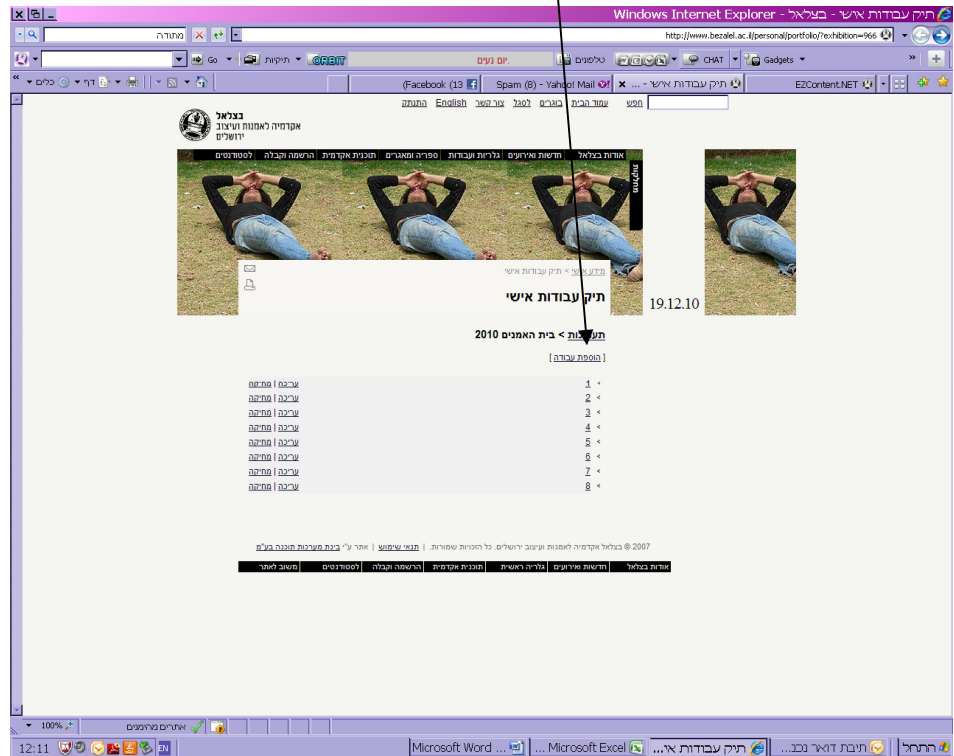 תיק עבודות אישי - בצלאל - Windows Internet Explorer
http://www.bezalel.ac.il/personal/portfolio/?exhibition=966
מתודה
Gadgets
CHAT
טלפונים
יום נעים.
ORBIT
תיקיות
Go
EZContent.NET
תיק עבודות אישי - ...
Spam (8) - Yahoo! Mail
(Facebook (13
דף
כלים
חפש
עמוד הבית
בוגרים
לסגל
צור קשר
English
התנתק
בצלאל
אקדמיה לאמנות ועיצוב
ירושלים
אודות בצלאל
חדשות ואירועים
גלריות ועבודות
ספריה ומאגרים
תוכנית אקדמית
הרשמה וקבלה
לסטודנטים
מחלקות
מידע אישי > תיק עבודות אישי
תיק עבודות אישי
19.12.10
תערוכות > בית האמנים 2010
[ הוספת עבודה ]
1 עריכה | מחיקה
2 עריכה | מחיקה
3 עריכה | מחיקה
4 עריכה | מחיקה
5 עריכה | מחיקה
6 עריכה | מחיקה
7 עריכה | מחיקה
8 עריכה | מחיקה
2007 © בצלאל אקדמיה לאמנות ועיצוב ירושלים. כל הזכויות שמורות. | תנאי שימוש | אתר ע"י בינת מערכות תוכנה בע"מ
אודות בצלאל
חדשות ואירועים
גלריה ראשית
תוכנית אקדמית
הרשמה וקבלה
לסטודנטים
משוב לאתר
אתרים מהימנים
100%
התחל
תיבת דואר נכנ...
תיק עבודות אי...
Microsoft Excel ...
Microsoft Word ...
EN
12:11